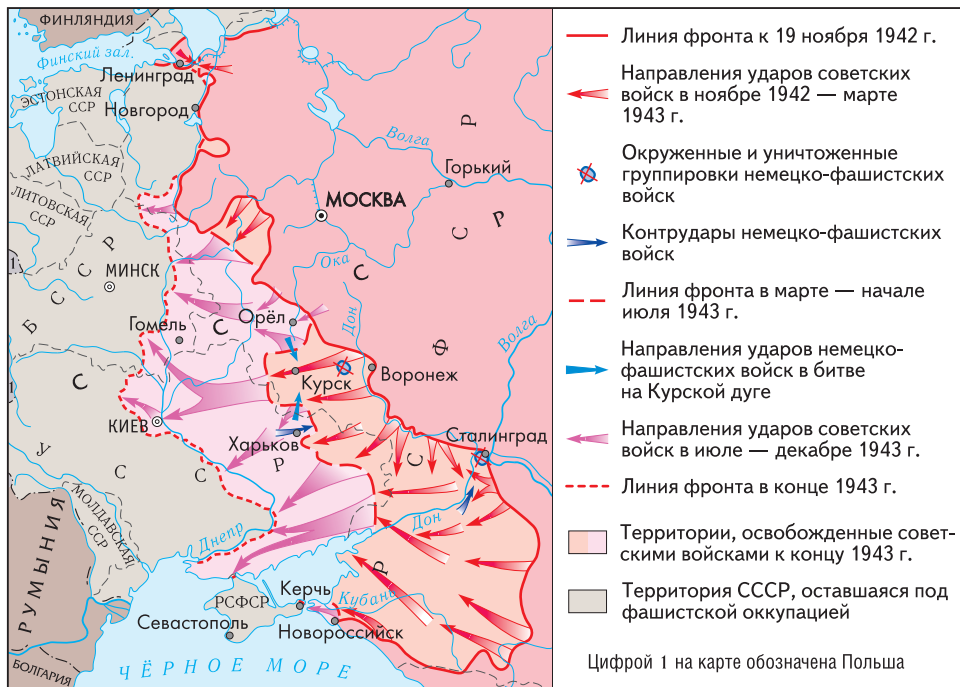 ФИНЛЯНДИЯ
Финский зал.
Ленинград
ЭСТОНСКАЯ
ССР
Новгород
ЛАТВИЙСКАЯ
ССР
ЛИТОВСКАЯ
ССР
Волга
Горький
МОСКВА
Ока
МИНСК
Гомель
Орёл
Дон
Волга
Курск
Воронеж
КИЕВ
Харьков
Сталинград
МОЛДАВСКАЯ
ССР
РУМЫНИЯ
Днепр
Дон
РСФСР
Керчь
Кубань
Севастополь
Новороссийск
БОЛГАРИЯ
ЧЁРНОЕ МОРЕ
Б С С Р
У С С Р
Р С Ф С Р
С С С Р
1
1
Линия фронта к 19 ноября 1942 г.
Направления ударов советских
войск в ноябре 1942 — марте
1943 г.
Окруженные и уничтоженные
группировки немецко-фашистских
войск
Контрудары немецко-фашистских
войск
Линия фронта в марте — начале
июля 1943 г.
Направления ударов немецко-
фашистских войск в битве
на Курской дуге
Направления ударов советских
войск в июле — декабре 1943 г.
Линия фронта в конце 1943 г.
Территории, освобожденные совет-
скими войсками к концу 1943 г.
Территория СССР, оставшаяся под
фашистской оккупацией
Цифрой 1 на карте обозначена Польша